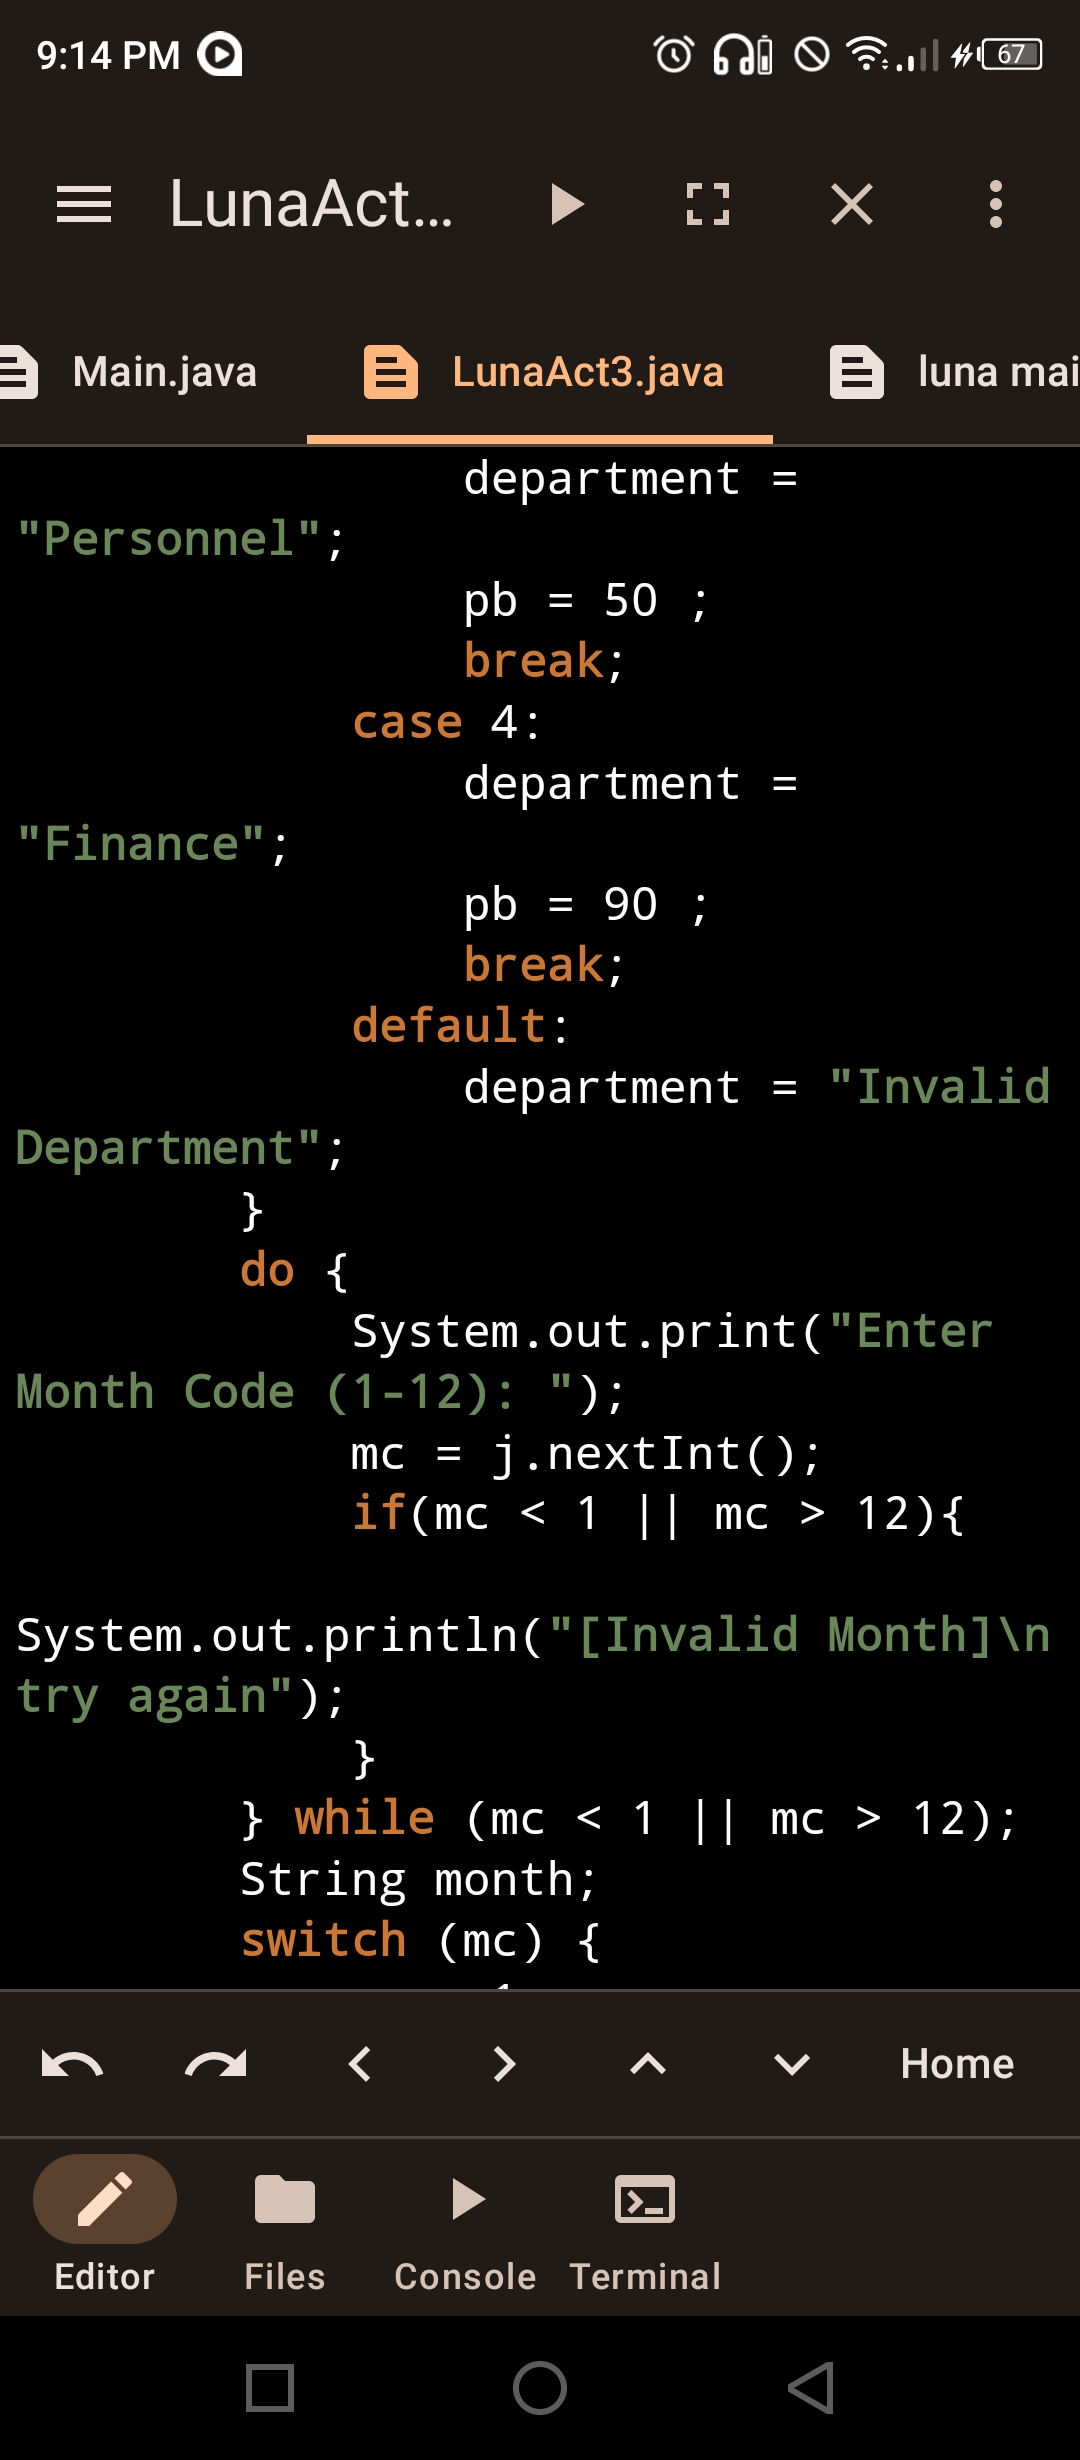 9:14 PM 67
LunaAct...
Main.java LunaAct3.java luna mai
department =
"Personnel";
pb = 50 ;
break;
case 4:
department =
"Finance";
pb = 90 ;
break;
default:
department = "Invalid
Department";
}
do {
System.out.print("Enter
Month Code (1-12): ");
mc = j.nextInt();
if(mc < 1 || mc > 12){
System.out.println("[Invalid Month]\n
try again");
}
} while (mc < 1 || mc > 12);
String month;
switch (mc) {
Home
Editor Files Console Terminal